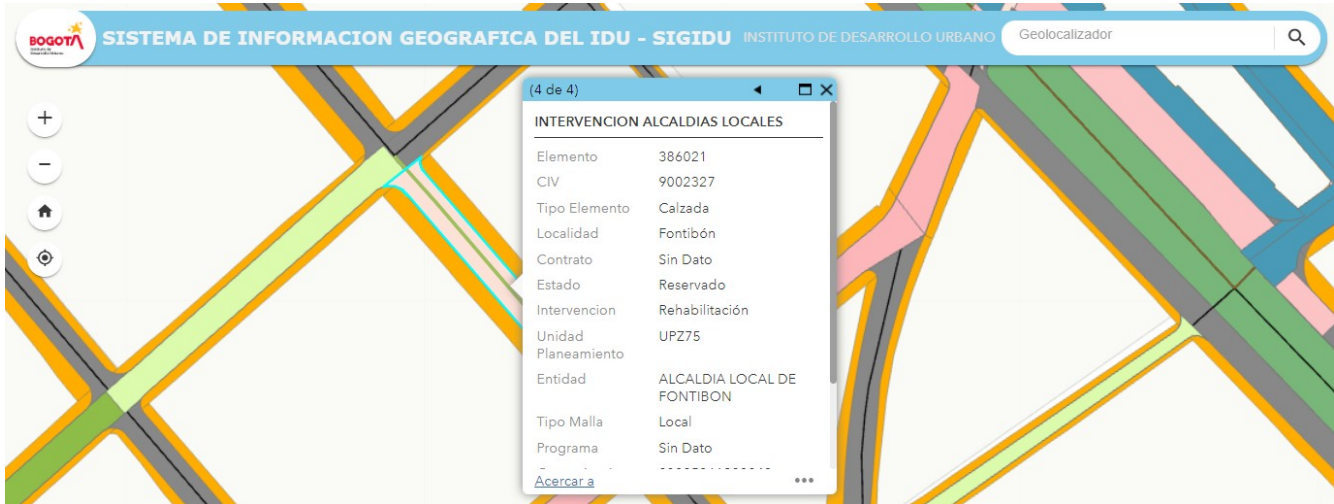 BOGOTÁ
SISTEMA DE INFORMACION GEOGRAFICA DEL IDU - SIGIDU INSTITUTO DE DESARROLLO URBANO
Geolocalizador
(4 de 4)
INTERVENCION ALCALDIAS LOCALES
Elemento 386021
CIV 9002327
Tipo Elemento Calzada
Localidad Fontibón
Contrato Sin Dato
Estado Reservado
Intervencion Rehabilitación
Unidad Planeamiento UPZ75
Entidad ALCALDIA LOCAL DE
FONTIBON
Tipo Malla Local
Programa Sin Dato
Acercar a